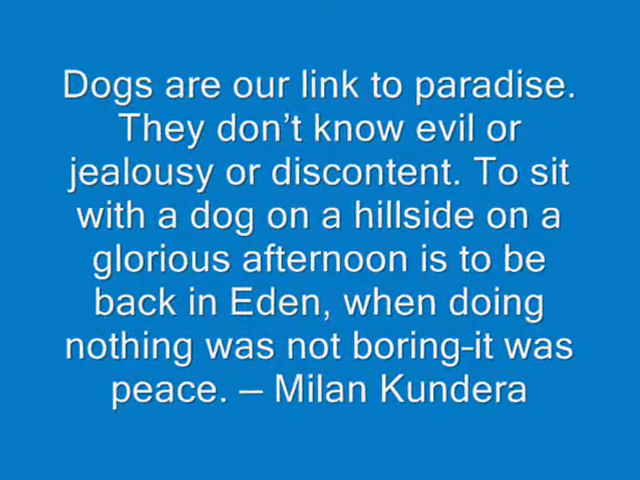 Dogs are our link to paradise.
They don’t know evil or
jealousy or discontent. To sit
with a dog on a hillside on a
glorious afternoon is to be
back in Eden, when doing
nothing was not boring–it was
peace. — Milan Kundera